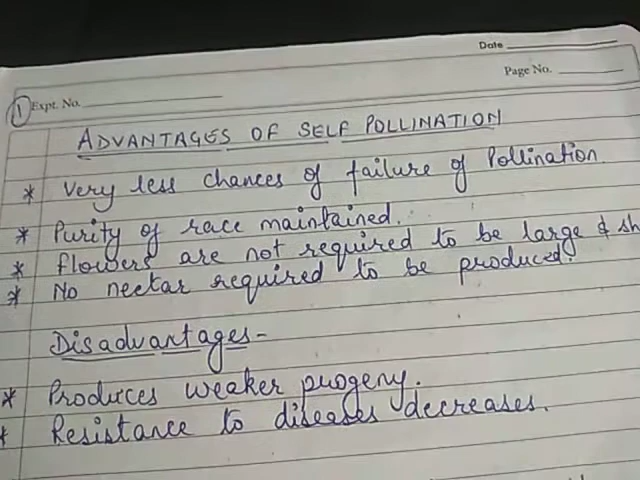 Date
Page No.
1 Expt. No.
ADVANTAGES OF SELF POLLINATION
* Very less chances of failure of Pollination
* Purity of race maintained.
* flowers are not required to be large & sh
* No nectar required to be produced.
Disadvantages -
* Produces weaker progeny.
* Resistance to diseases decreases.